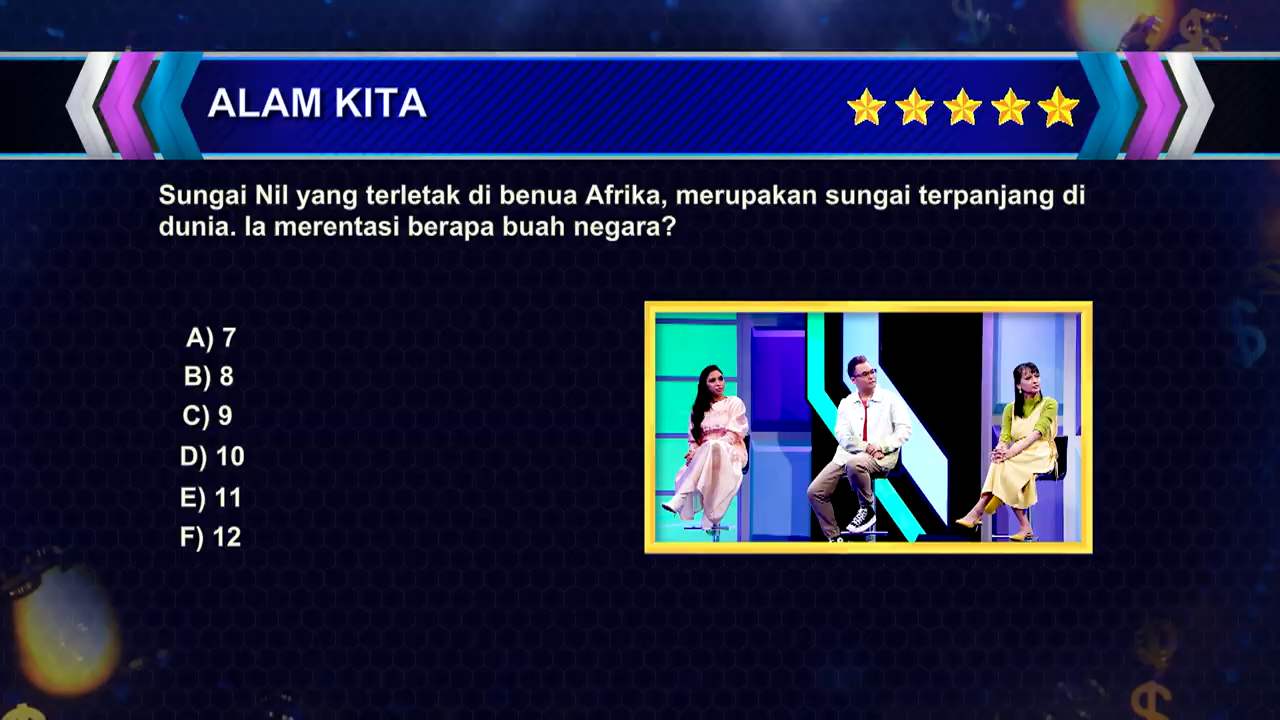 ALAM KITA
Sungai Nil yang terletak di benua Afrika, merupakan sungai terpanjang di
dunia. Ia merentasi berapa buah negara?
A) 7
B) 8
C) 9
D) 10
E) 11
F) 12